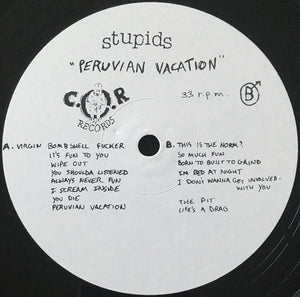 stupids
"PERUVIAN VACATION"
C.O.R
RECORDS
33 r.p.m.
B
A. VIRGIN BOMBSHELL FUCKER
IT'S FUN TO YOU
WIPE OUT
YOU SHOULDA LISTENED
ALWAYS NEVER FUN
I SCREAM INSIDE
YOU DIE
PERUVIAN VACATION
B. THIS IS THE NORM?
SO MUCH FUN
BORN TO BUILT TO GRIND
I'M BED AT NIGHT
I DON'T WANNA GET INVOLVED -
WITH YOU
THE PIT
LIFE'S A DRAG